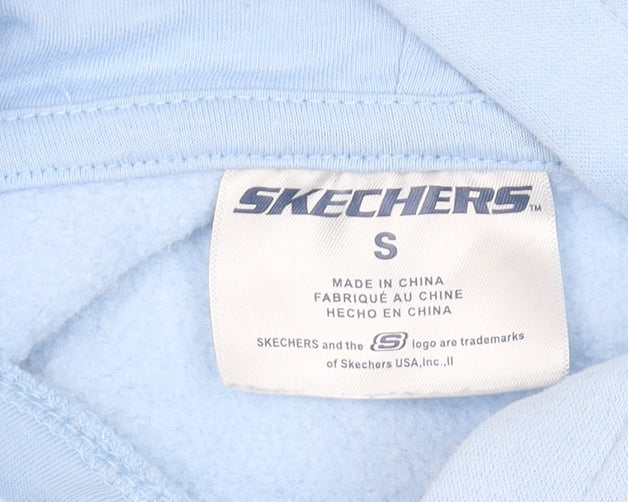 SKECHERS™
S
MADE IN CHINA
FABRIQUÉ AU CHINE
HECHO EN CHINA
SKECHERS and the S logo are trademarks
of Skechers USA,Inc.,II